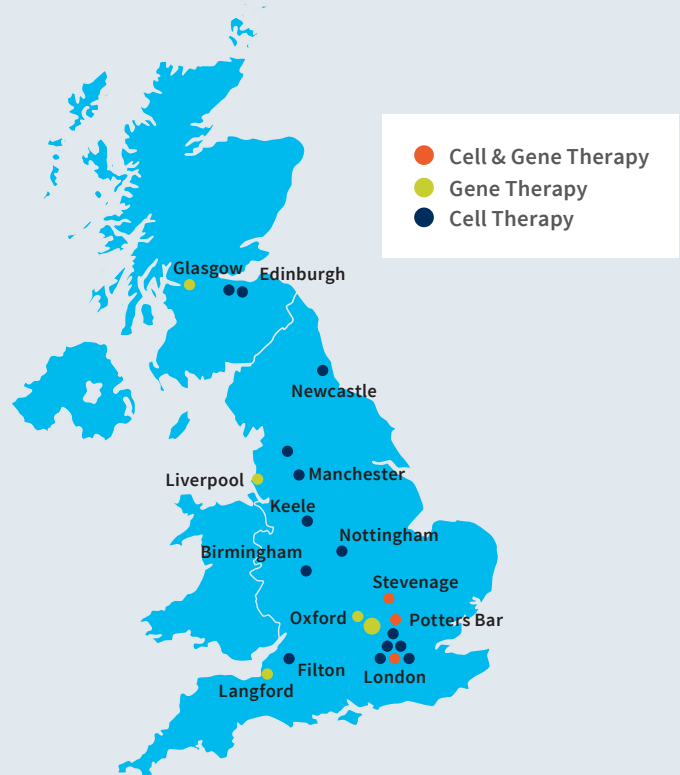 Cell & Gene Therapy
Gene Therapy
Cell Therapy
Glasgow
Edinburgh
Newcastle
Liverpool
Manchester
Keele
Nottingham
Birmingham
Stevenage
Oxford
Potters Bar
Filton
London
Langford